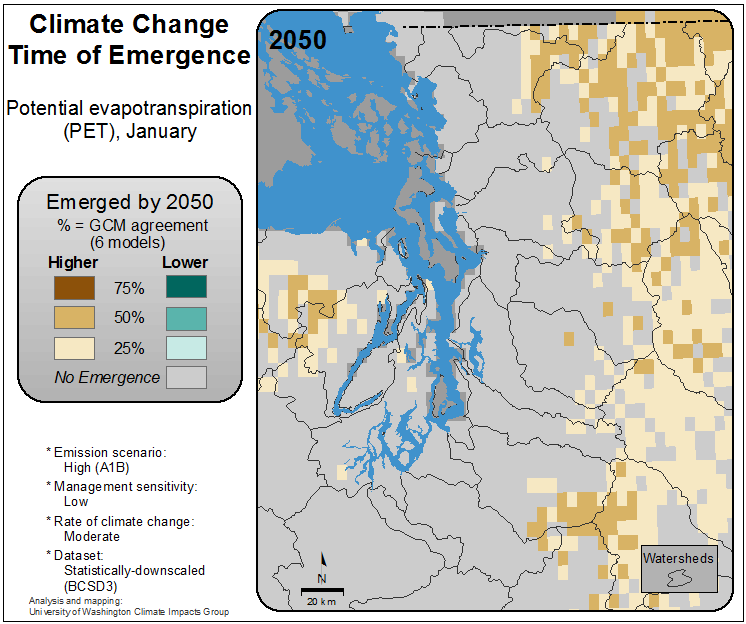 Climate Change
Time of Emergence
Potential evapotranspiration
(PET), January
Emerged by 2050
% = GCM agreement
(6 models)
Higher
Lower
75%
50%
25%
No Emergence
* Emission scenario:
High (A1B)
* Management sensitivity:
Low
* Rate of climate change:
Moderate
* Dataset:
Statistically-downscaled
(BCSD3)
Analysis and mapping:
University of Washington Climate Impacts Group
2050
N
20 km
Watersheds